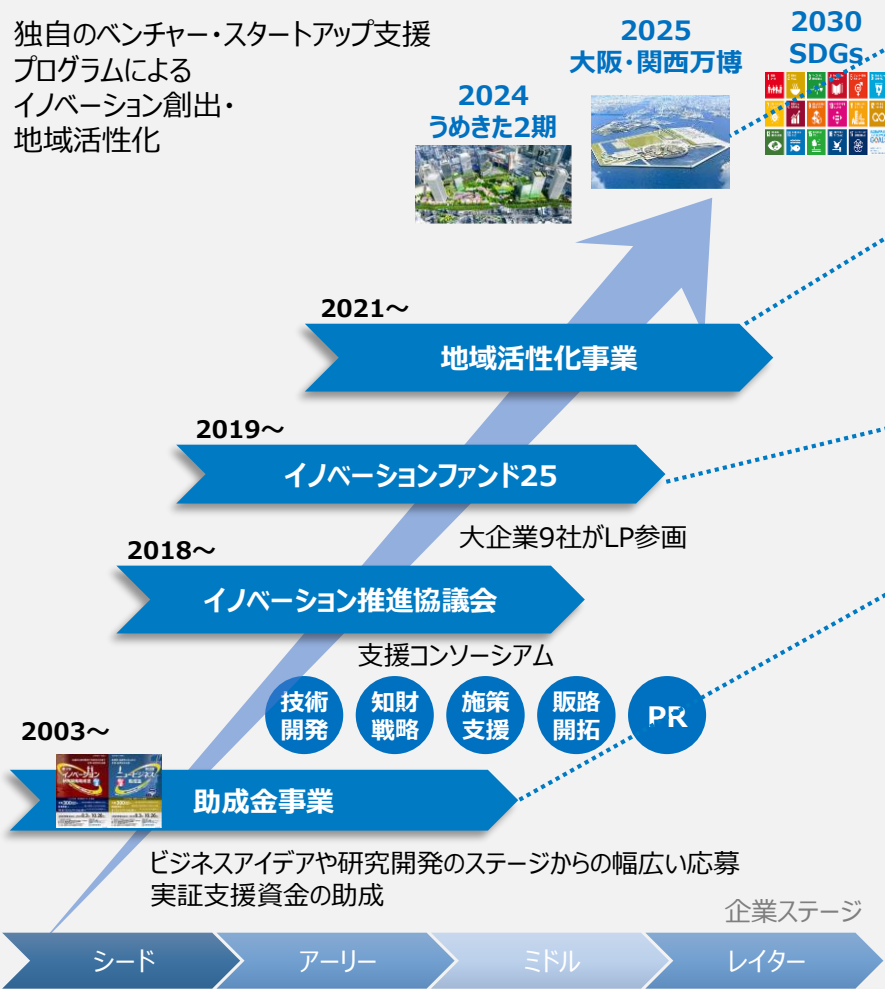 独自のベンチャー・スタートアップ支援
プログラムによる
イノベーション創出・
地域活性化
2024
うめきた2期
2025
大阪・関西万博
2030
SDGs
2021～
地域活性化事業
2019～
イノベーションファンド25
大企業9社がLP参画
2018～
イノベーション推進協議会
支援コンソーシアム
技術
開発
知財
戦略
施策
支援
販路
開拓
PR
2003～
助成金事業
ビジネスアイデアや研究開発のステージからの幅広い応募
実証支援資金の助成
企業ステージ
シード
アーリー
ミドル
レイター